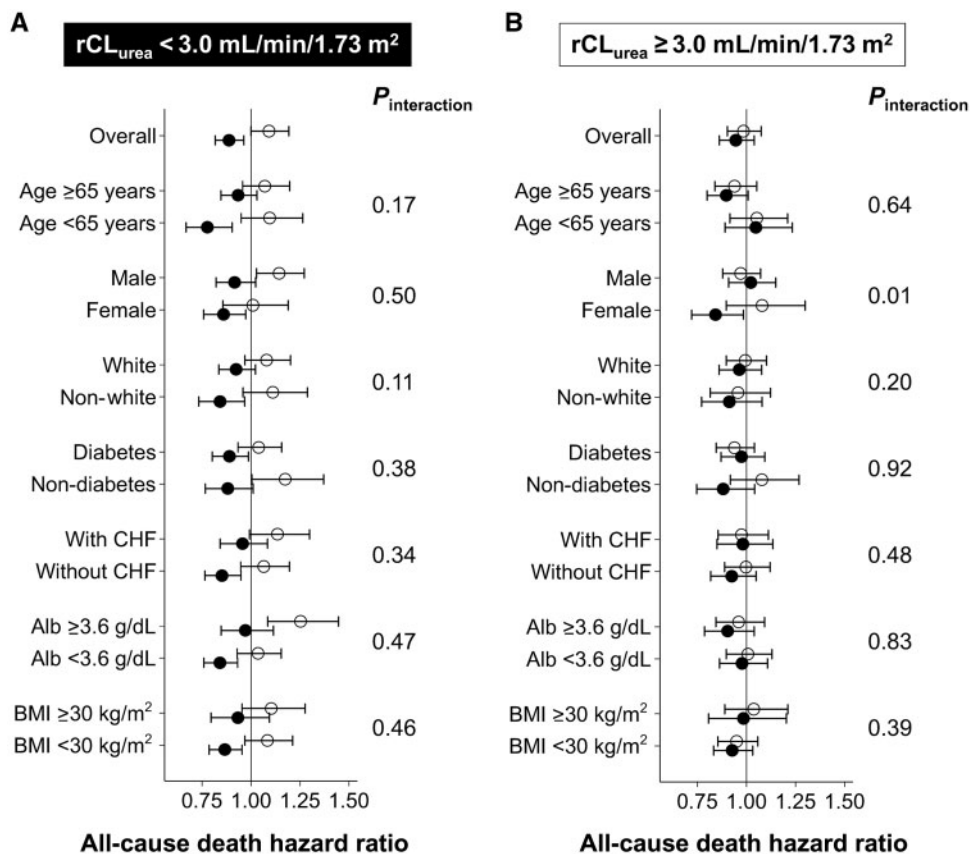 A
rCLurea < 3.0 mL/min/1.73 m²
Pinteraction
Overall
Age ≥65 years
0.17
Age <65 years
Male
0.50
Female
White
0.11
Non-white
Diabetes
0.38
Non-diabetes
With CHF
0.34
Without CHF
Alb ≥3.6 g/dL
0.47
Alb <3.6 g/dL
BMI ≥30 kg/m²
0.46
BMI <30 kg/m²
0.75 1.00 1.25 1.50
All-cause death hazard ratio
B
rCLurea ≥ 3.0 mL/min/1.73 m²
Pinteraction
Overall
Age ≥65 years
0.64
Age <65 years
Male
0.01
Female
White
0.20
Non-white
Diabetes
0.92
Non-diabetes
With CHF
0.48
Without CHF
Alb ≥3.6 g/dL
0.83
Alb <3.6 g/dL
BMI ≥30 kg/m²
0.39
BMI <30 kg/m²
0.75 1.00 1.25 1.50
All-cause death hazard ratio